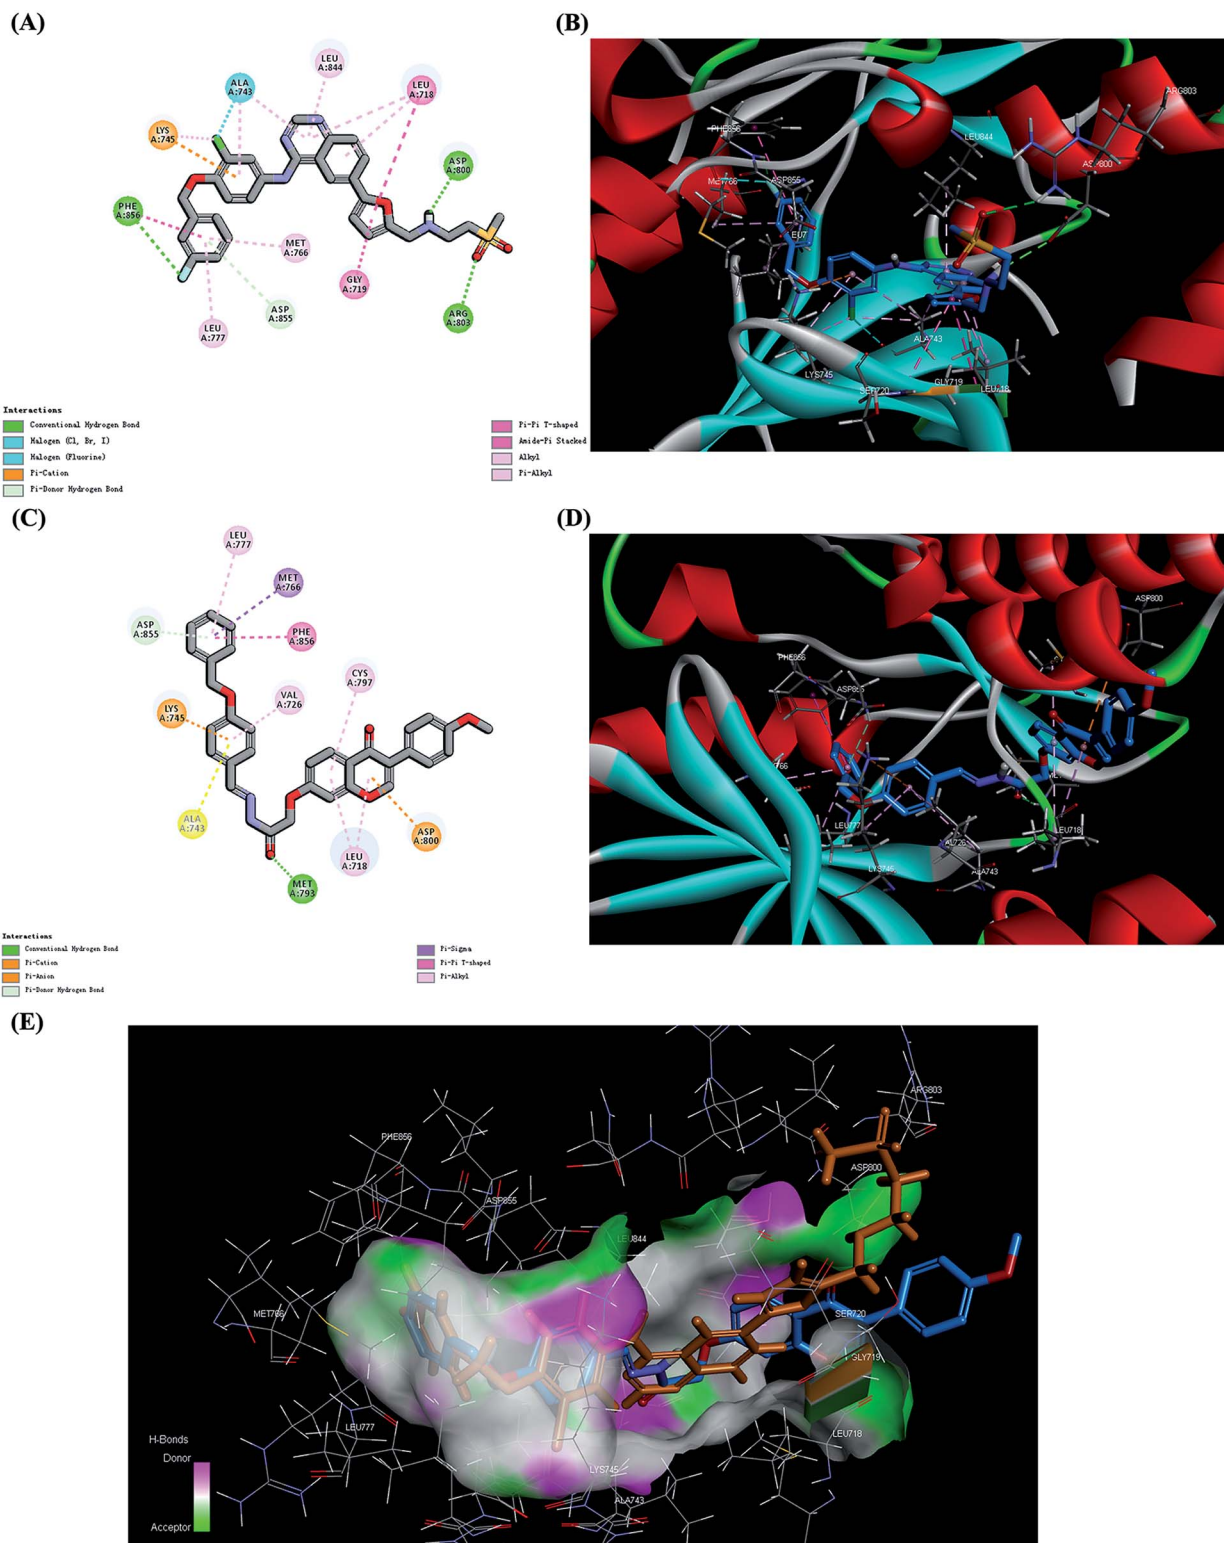 (A)
LEU
A:844
ALA
A:743
LEU
A:718
LYS
A:745
ASP
A:800
PHE
A:856
MET
A:766
GLY
A:719
ASP
A:855
ARG
A:803
LEU
A:777
Interactions
Conventional Hydrogen Bond
Halogen (Cl, Br, I)
Halogen (Fluorine)
Pi-Cation
Pi-Donor Hydrogen Bond
Pi-Pi T-shaped
Amide-Pi Stacked
Alkyl
Pi-Alkyl
(B)
ARG803
PHE856
LEU844
ASP800
MET766
ASP855
ALA743
LYS745
SER720
GLY719
LEU718
(C)
LEU
A:777
MET
A:766
ASP
A:855
PHE
A:856
CYS
A:797
VAL
A:726
LYS
A:745
ALA
A:743
ASP
A:800
LEU
A:718
MET
A:793
Interactions
Conventional Hydrogen Bond
Pi-Cation
Pi-Anion
Pi-Donor Hydrogen Bond
Pi-Sigma
Pi-Pi T-shaped
Pi-Alkyl
(D)
ASP800
PHE856
LEU777
LEU718
ALA743
(E)
ARG803
PHE856
ASP800
ASP855
LEU844
MET766
SER720
GLY719
LEU777
LEU718
LYS745
ALA743
H-Bonds
Donor
Acceptor